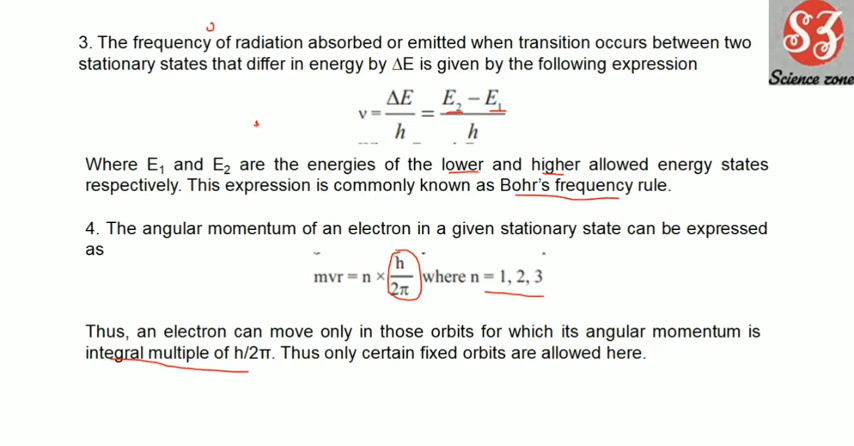 SZ
Science zone
3. The frequency of radiation absorbed or emitted when transition occurs between two
stationary states that differ in energy by ΔE is given by the following expression
ν = ΔE/h = E₂ − E₁/h
Where E₁ and E₂ are the energies of the lower and higher allowed energy states
respectively. This expression is commonly known as Bohr's frequency rule.
4. The angular momentum of an electron in a given stationary state can be expressed
as
mvr = n × h/2π where n = 1, 2, 3
Thus, an electron can move only in those orbits for which its angular momentum is
integral multiple of h/2π. Thus only certain fixed orbits are allowed here.